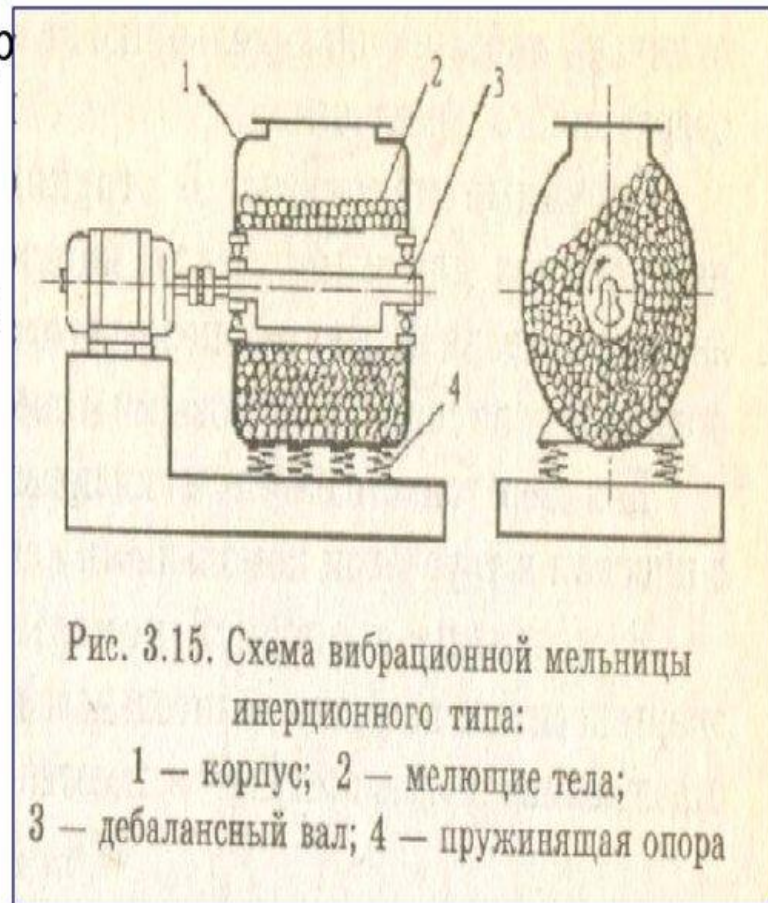 р
1
2
3
4
Рис. 3.15. Схема вибрационной мельницы
инерционного типа:
1 — корпус; 2 — мелющие тела;
3 — дебалансный вал; 4 — пружинящая опора